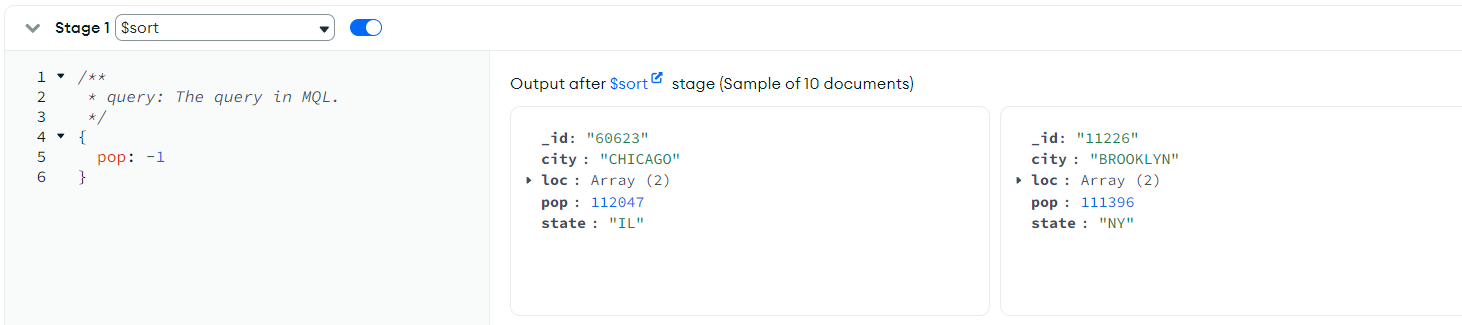 Stage 1 $sort
1 /**
2 * query: The query in MQL.
3 */
4 {
5 pop: -1
6 }
Output after $sort stage (Sample of 10 documents)
_id: "60623"
city : "CHICAGO"
loc : Array (2)
pop : 112047
state : "IL"
_id: "11226"
city : "BROOKLYN"
loc : Array (2)
pop : 111396
state : "NY"